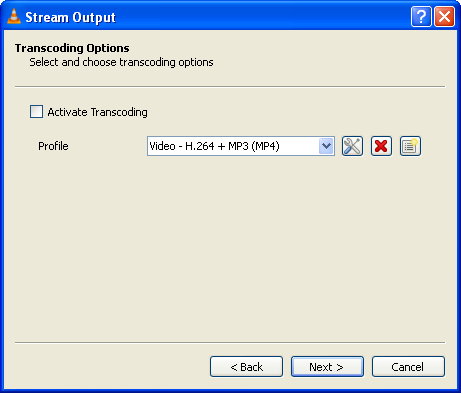 Stream Output
Transcoding Options
Select and choose transcoding options
Activate Transcoding
Profile Video - H.264 + MP3 (MP4)
< Back Next > Cancel